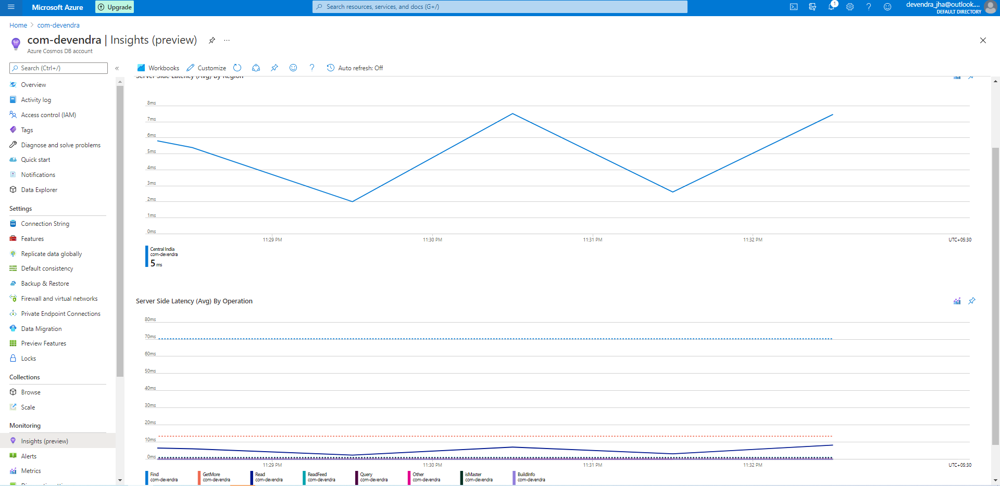 Microsoft Azure
Upgrade
Search resources, services, and docs (G+/)
1
devendra_jha@outlook....
DEFAULT DIRECTORY
Home > com-devendra
com-devendra | Insights (preview) ...
Azure Cosmos DB account
Search (Ctrl+/)
«
Workbooks Customize ? Auto refresh: Off
Overview
Activity log
Access control (IAM)
Tags
Diagnose and solve problems
Quick start
Notifications
Data Explorer
Settings
Connection String
Features
Replicate data globally
Default consistency
Backup & Restore
Firewall and virtual networks
Private Endpoint Connections
Data Migration
Preview Features
Locks
Collections
Browse
Scale
Monitoring
Insights (preview)
Alerts
Metrics
Server Side Latency (Avg) By Region
8ms
7ms
6ms
5ms
4ms
3ms
2ms
1ms
0ms
11:29 PM 11:30 PM 11:31 PM 11:32 PM UTC+05:30
Central India
com-devendra
5 ms
Server Side Latency (Avg) By Operation
80ms
70ms
60ms
50ms
40ms
30ms
20ms
10ms
0ms
11:29 PM 11:30 PM 11:31 PM 11:32 PM UTC+05:30
Find GetMore Read ReadFeed Query Other isMaster BuildInfo
com-devendra com-devendra com-devendra com-devendra com-devendra com-devendra com-devendra com-devendra